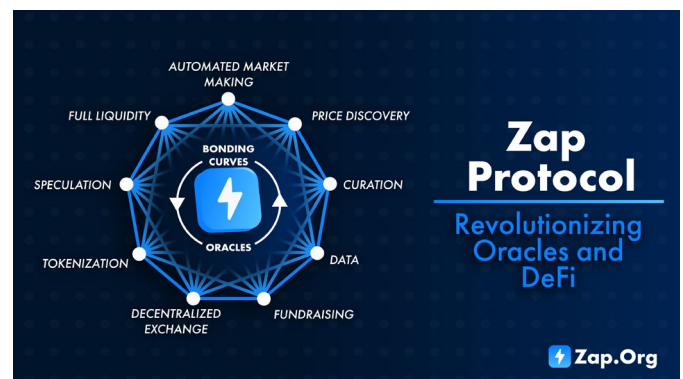 AUTOMATED MARKET
MAKING
FULL LIQUIDITY
PRICE DISCOVERY
BONDING
CURVES
SPECULATION
CURATION
ORACLES
TOKENIZATION
DATA
DECENTRALIZED
EXCHANGE
FUNDRAISING
Zap
Protocol
Revolutionizing
Oracles and
DeFi
Zap.Org